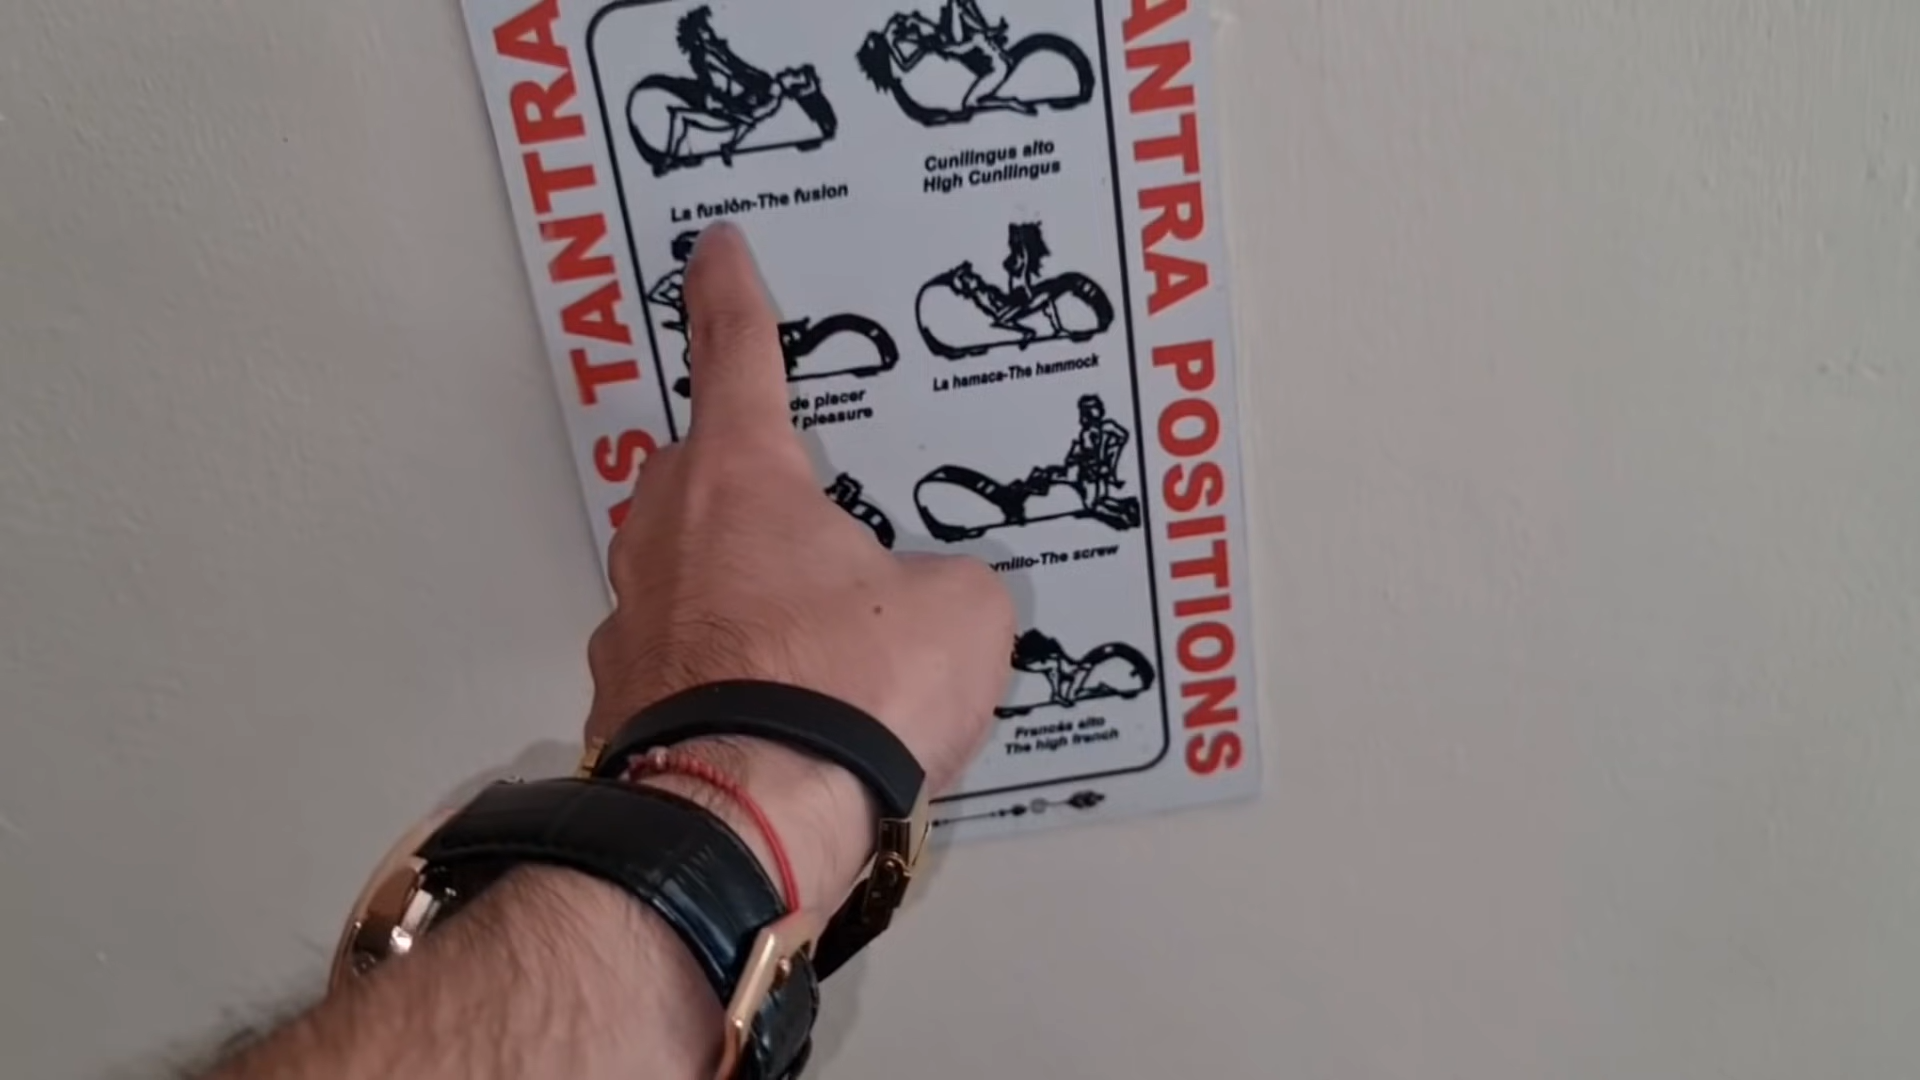 TANTRA
La fusión-The fusion
Cunilingus alto
High Cunilingus
de placer
pleasure
La hamaca-The hammock
The screw
Francés alto
The high french
TANTRA POSITIONS